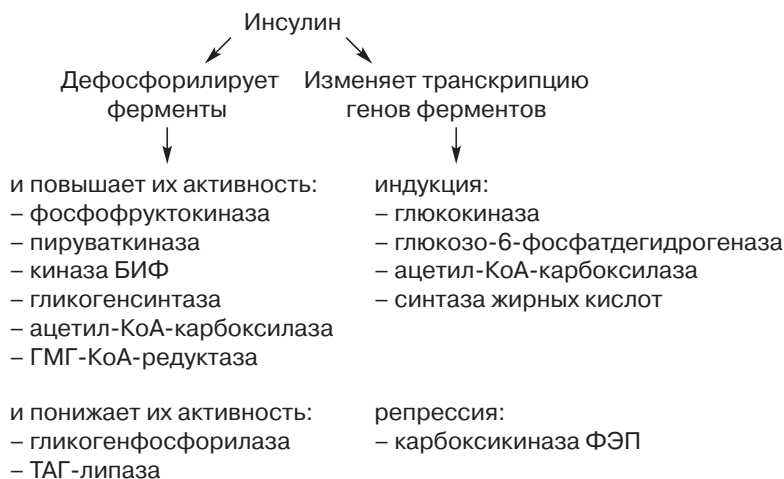 Инсулин
Дефосфорилирует
ферменты
Изменяет транскрипцию
генов ферментов
и повышает их активность:
– фосфофруктокиназа
– пируваткиназа
– киназа БИФ
– гликогенсинтаза
– ацетил-КоА-карбоксилаза
– ГМГ-КоА-редуктаза
индукция:
– глюкокиназа
– глюкозо-6-фосфатдегидрогеназа
– ацетил-КоА-карбоксилаза
– синтаза жирных кислот
и понижает их активность:
– гликогенфосфорилаза
– ТАГ-липаза
репрессия:
– карбоксикиназа ФЭП